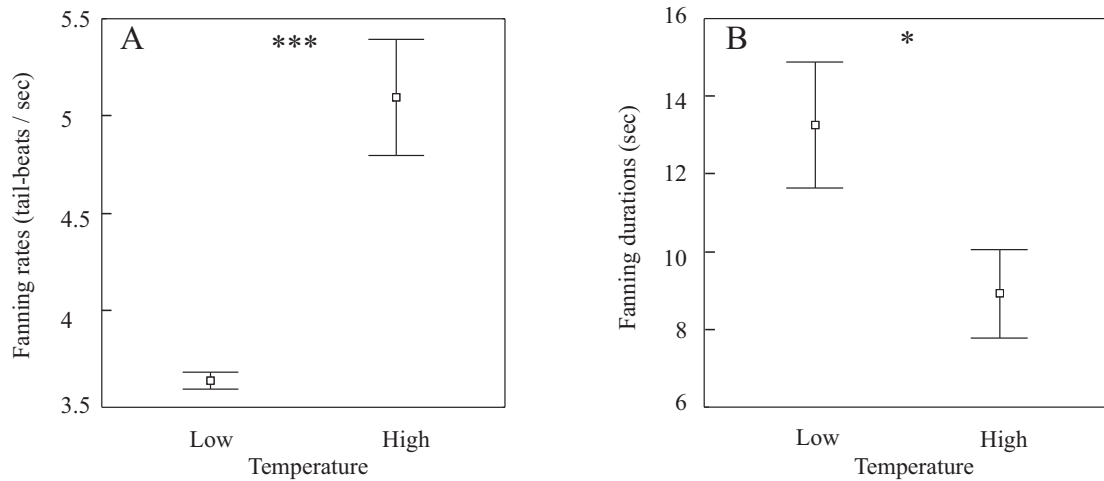 A
***
Fanning rates (tail-beats / sec)
5.5
5
4.5
4
3.5
Low
High
Temperature
B
*
Fanning durations (sec)
16
14
12
10
8
6
Low
High
Temperature